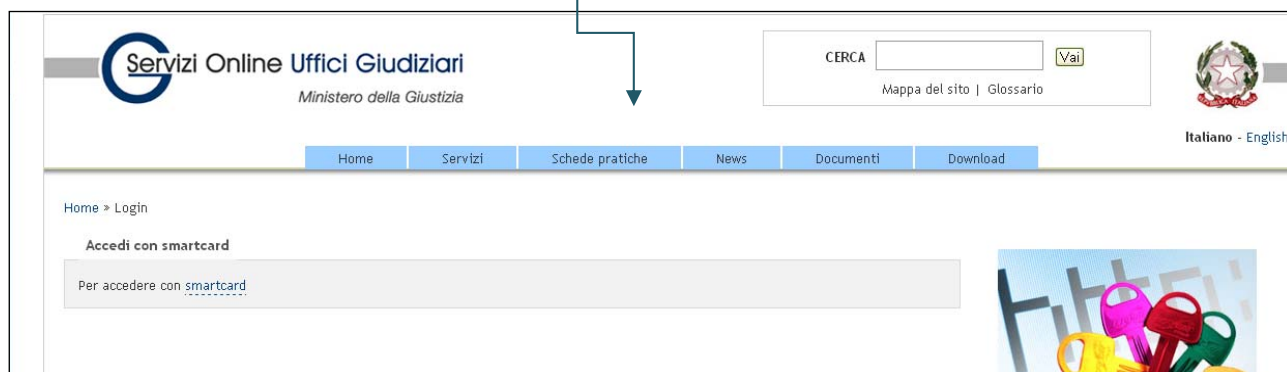 Servizi Online Uffici Giudiziari
Ministero della Giustizia
CERCA Vai
Mappa del sito | Glossario
Italiano - English
Home Servizi Schede pratiche News Documenti Download
Home » Login
Accedi con smartcard
Per accedere con smartcard